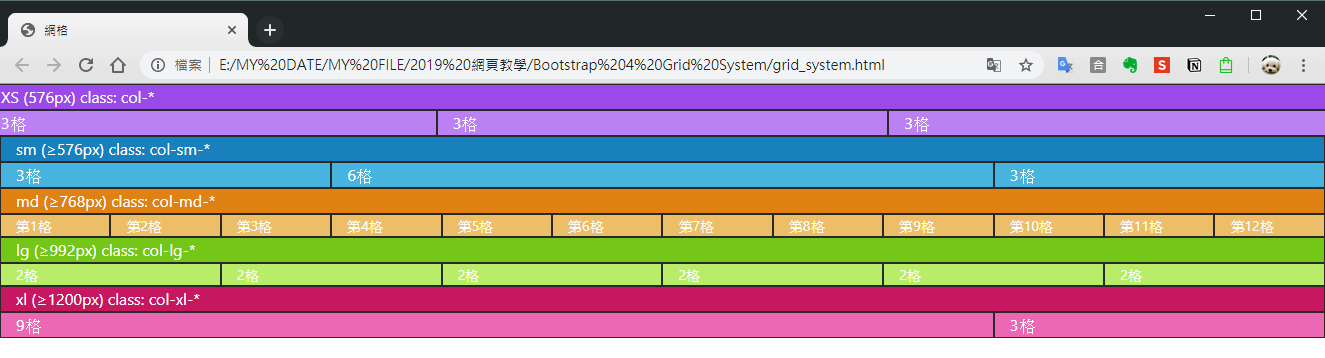 網格
檔案 E:/MY%20DATE/MY%20FILE/2019%20網頁教學/Bootstrap%204%20Grid%20System/grid_system.html 合 S N
XS (576px) class: col-*
3格 3格 3格
sm (≥576px) class: col-sm-*
3格 6格 3格
md (≥768px) class: col-md-*
第1格 第2格 第3格 第4格 第5格 第6格 第7格 第8格 第9格 第10格 第11格 第12格
lg (≥992px) class: col-lg-*
2格 2格 2格 2格 2格 2格
xl (≥1200px) class: col-xl-*
9格 3格